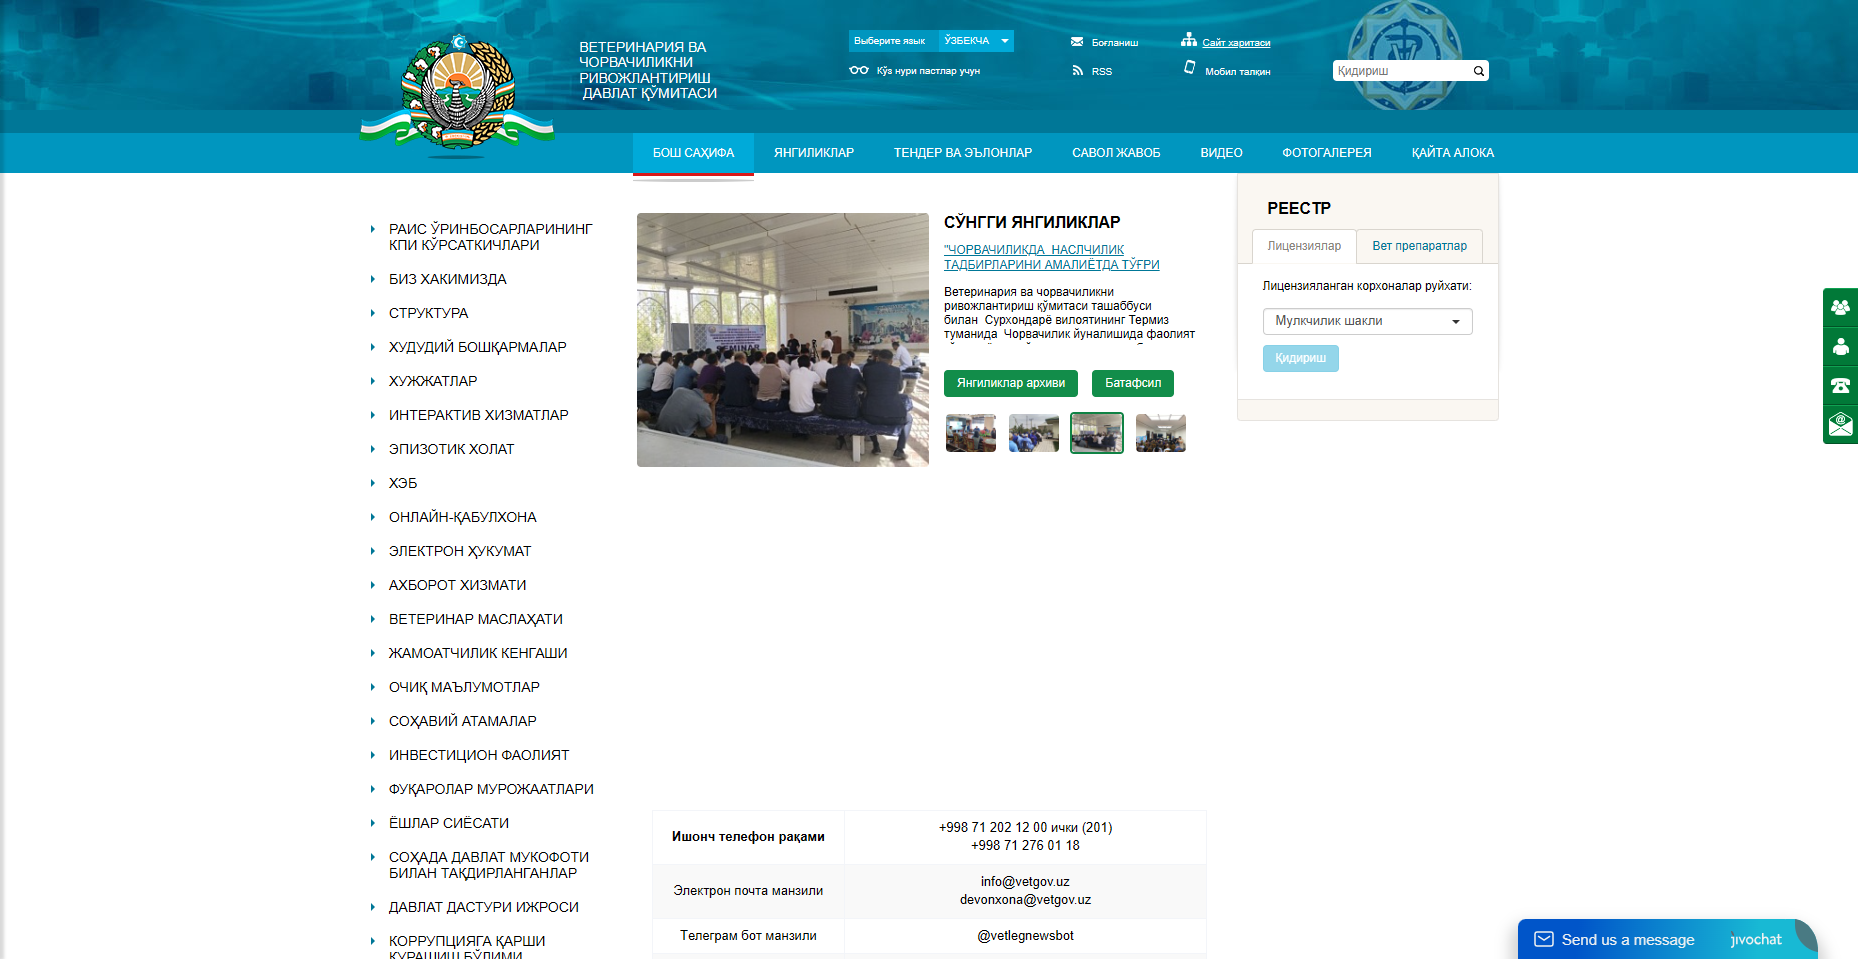 ВЕТЕРИНАРИЯ ВА
ЧОРВАЧИЛИКНИ
РИВОЖЛАНТИРИШ
ДАВЛАТ ҚЎМИТАСИ
Выберите язык ЎЗБЕКЧА
Кўз нури пастлар учун
Боғланиш
RSS
Сайт харитаси
Мобил талқин
Қидириш
БОШ САҲИФА ЯНГИЛИКЛАР ТЕНДЕР ВА ЭЪЛОНЛАР САВОЛ ЖАВОБ ВИДЕО ФОТОГАЛЕРЕЯ ҚАЙТА АЛОКА
РАИС ЎРИНБОСАРЛАРИНИНГ
КПИ КЎРСАТКИЧЛАРИ
БИЗ ХАКИМИЗДА
СТРУКТУРА
ХУДУДИЙ БОШҚАРМАЛАР
ХУЖЖАТЛАР
ИНТЕРАКТИВ ХИЗМАТЛАР
ЭПИЗОТИК ХОЛАТ
ХЭБ
ОНЛАЙН-ҚАБУЛХОНА
ЭЛЕКТРОН ҲУКУМАТ
АХБОРОТ ХИЗМАТИ
ВЕТЕРИНАР МАСЛАҲАТИ
ЖАМОАТЧИЛИК КЕНГАШИ
ОЧИҚ МАЪЛУМОТЛАР
СОҲАВИЙ АТАМАЛАР
ИНВЕСТИЦИОН ФАОЛИЯТ
ФУҚАРОЛАР МУРОЖААТЛАРИ
ЁШЛАР СИЁСАТИ
СОҲАДА ДАВЛАТ МУКОФОТИ
БИЛАН ТАҚДИРЛАНГАНЛАР
ДАВЛАТ ДАСТУРИ ИЖРОСИ
КОРРУПЦИЯГА ҚАРШИ
КУРАШИШ БЎЛИМИ
SEMINAR
СЎНГГИ ЯНГИЛИКЛАР
"ЧОРВАЧИЛИКДА НАСЛЧИЛИК
ТАДБИРЛАРИНИ АМАЛИЁТДА ТЎҒРИ
Ветеринария ва чорвачиликни
ривожлантириш қўмитаси ташаббуси
билан Сурхондарё вилоятининг Термиз
туманида Чорвачилик йуналишида фаолият
Янгиликлар архиви Батафсил
РЕЕСТР
Лицензиялар Вет препаратлар
Лицензияланган корхоналар руйхати:
Мулкчилик шакли
Қидириш
Ишонч телефон рақами
+998 71 202 12 00 ички (201)
+998 71 276 01 18
Электрон почта манзили
info@vetgov.uz
devonxona@vetgov.uz
Телеграм бот манзили @vetlegnewsbot
Send us a message jivochat